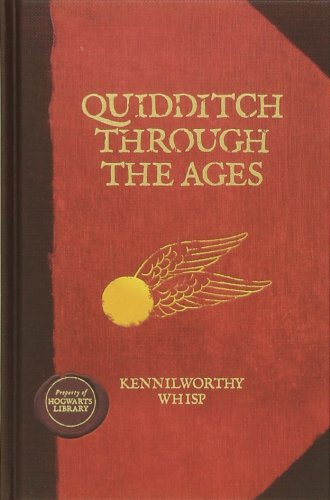 QUIDDITCH
THROUGH
THE AGES
KENNILWORTHY
WHISP
Property of
HOGWARTS
LIBRARY